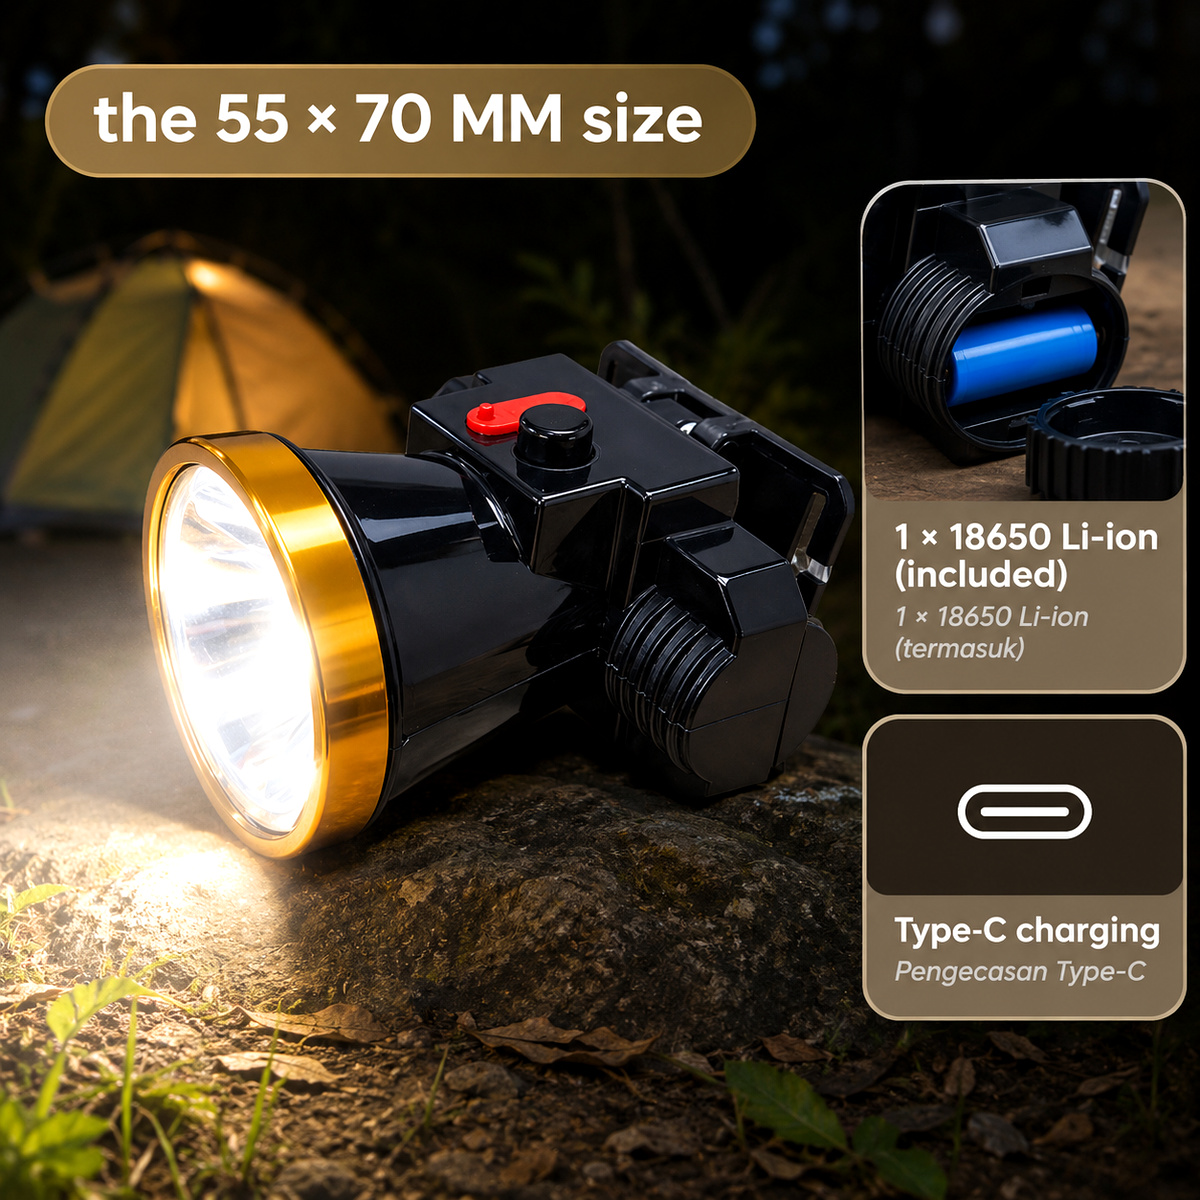 the 55 × 70 MM size
1 × 18650 Li-ion
(included)
1 × 18650 Li-ion
(termasuk)
Type-C charging
Pengecasan Type-C